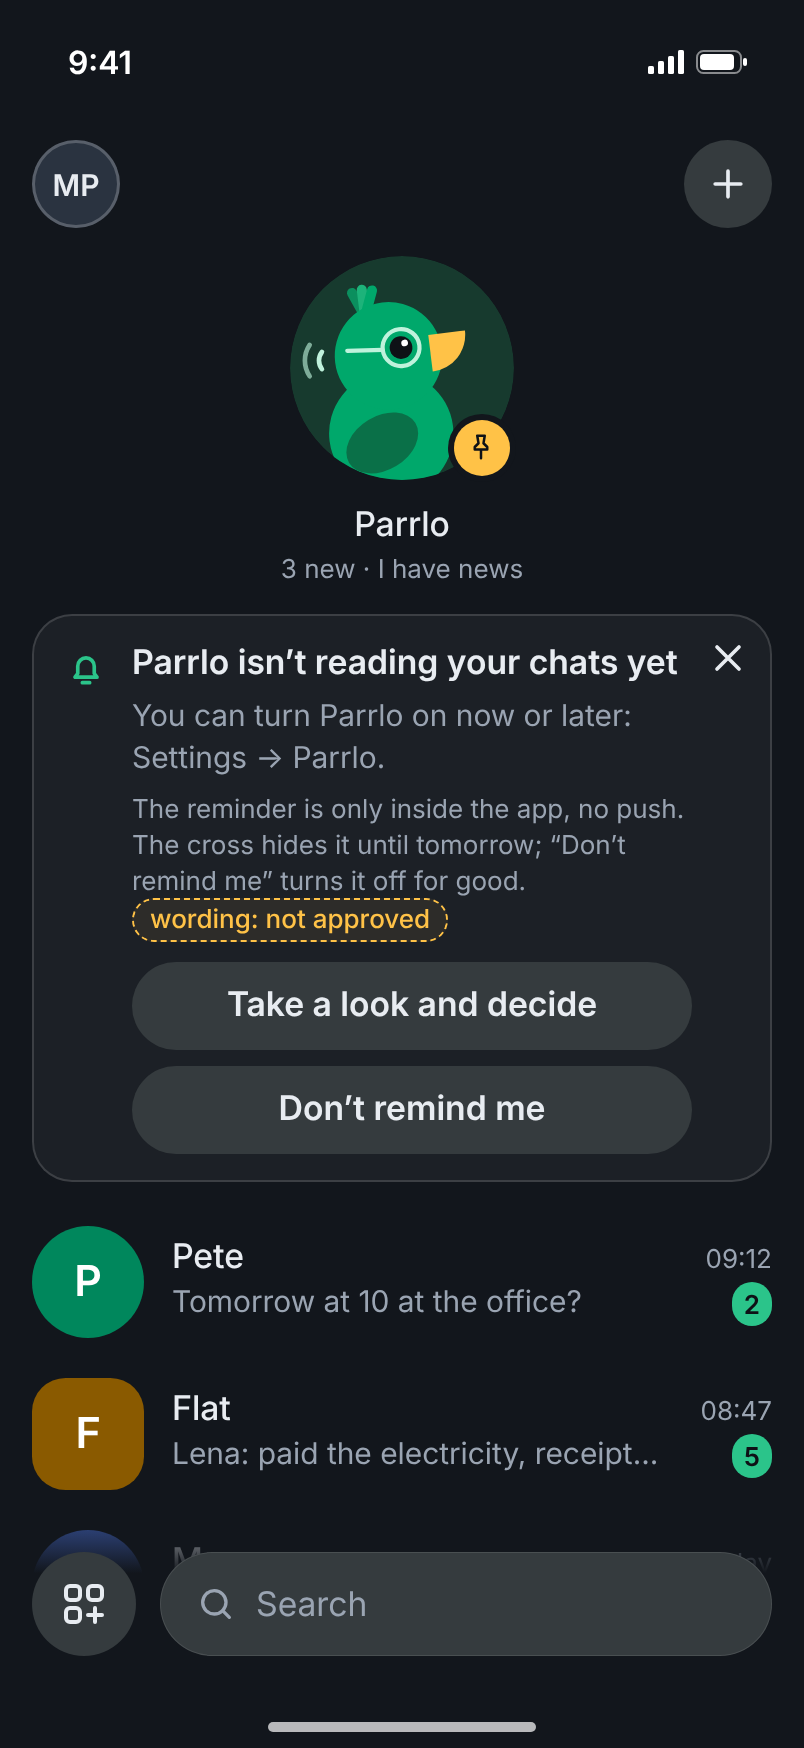 9:41
MP
Parrlo
3 new · I have news
Parrlo isn’t reading your chats yet
You can turn Parrlo on now or later:
Settings → Parrlo.
The reminder is only inside the app, no push.
The cross hides it until tomorrow; “Don’t
remind me” turns it off for good.
wording: not approved
Take a look and decide
Don’t remind me
P
Pete
09:12
Tomorrow at 10 at the office?
2
F
Flat
08:47
Lena: paid the electricity, receipt…
5
Search